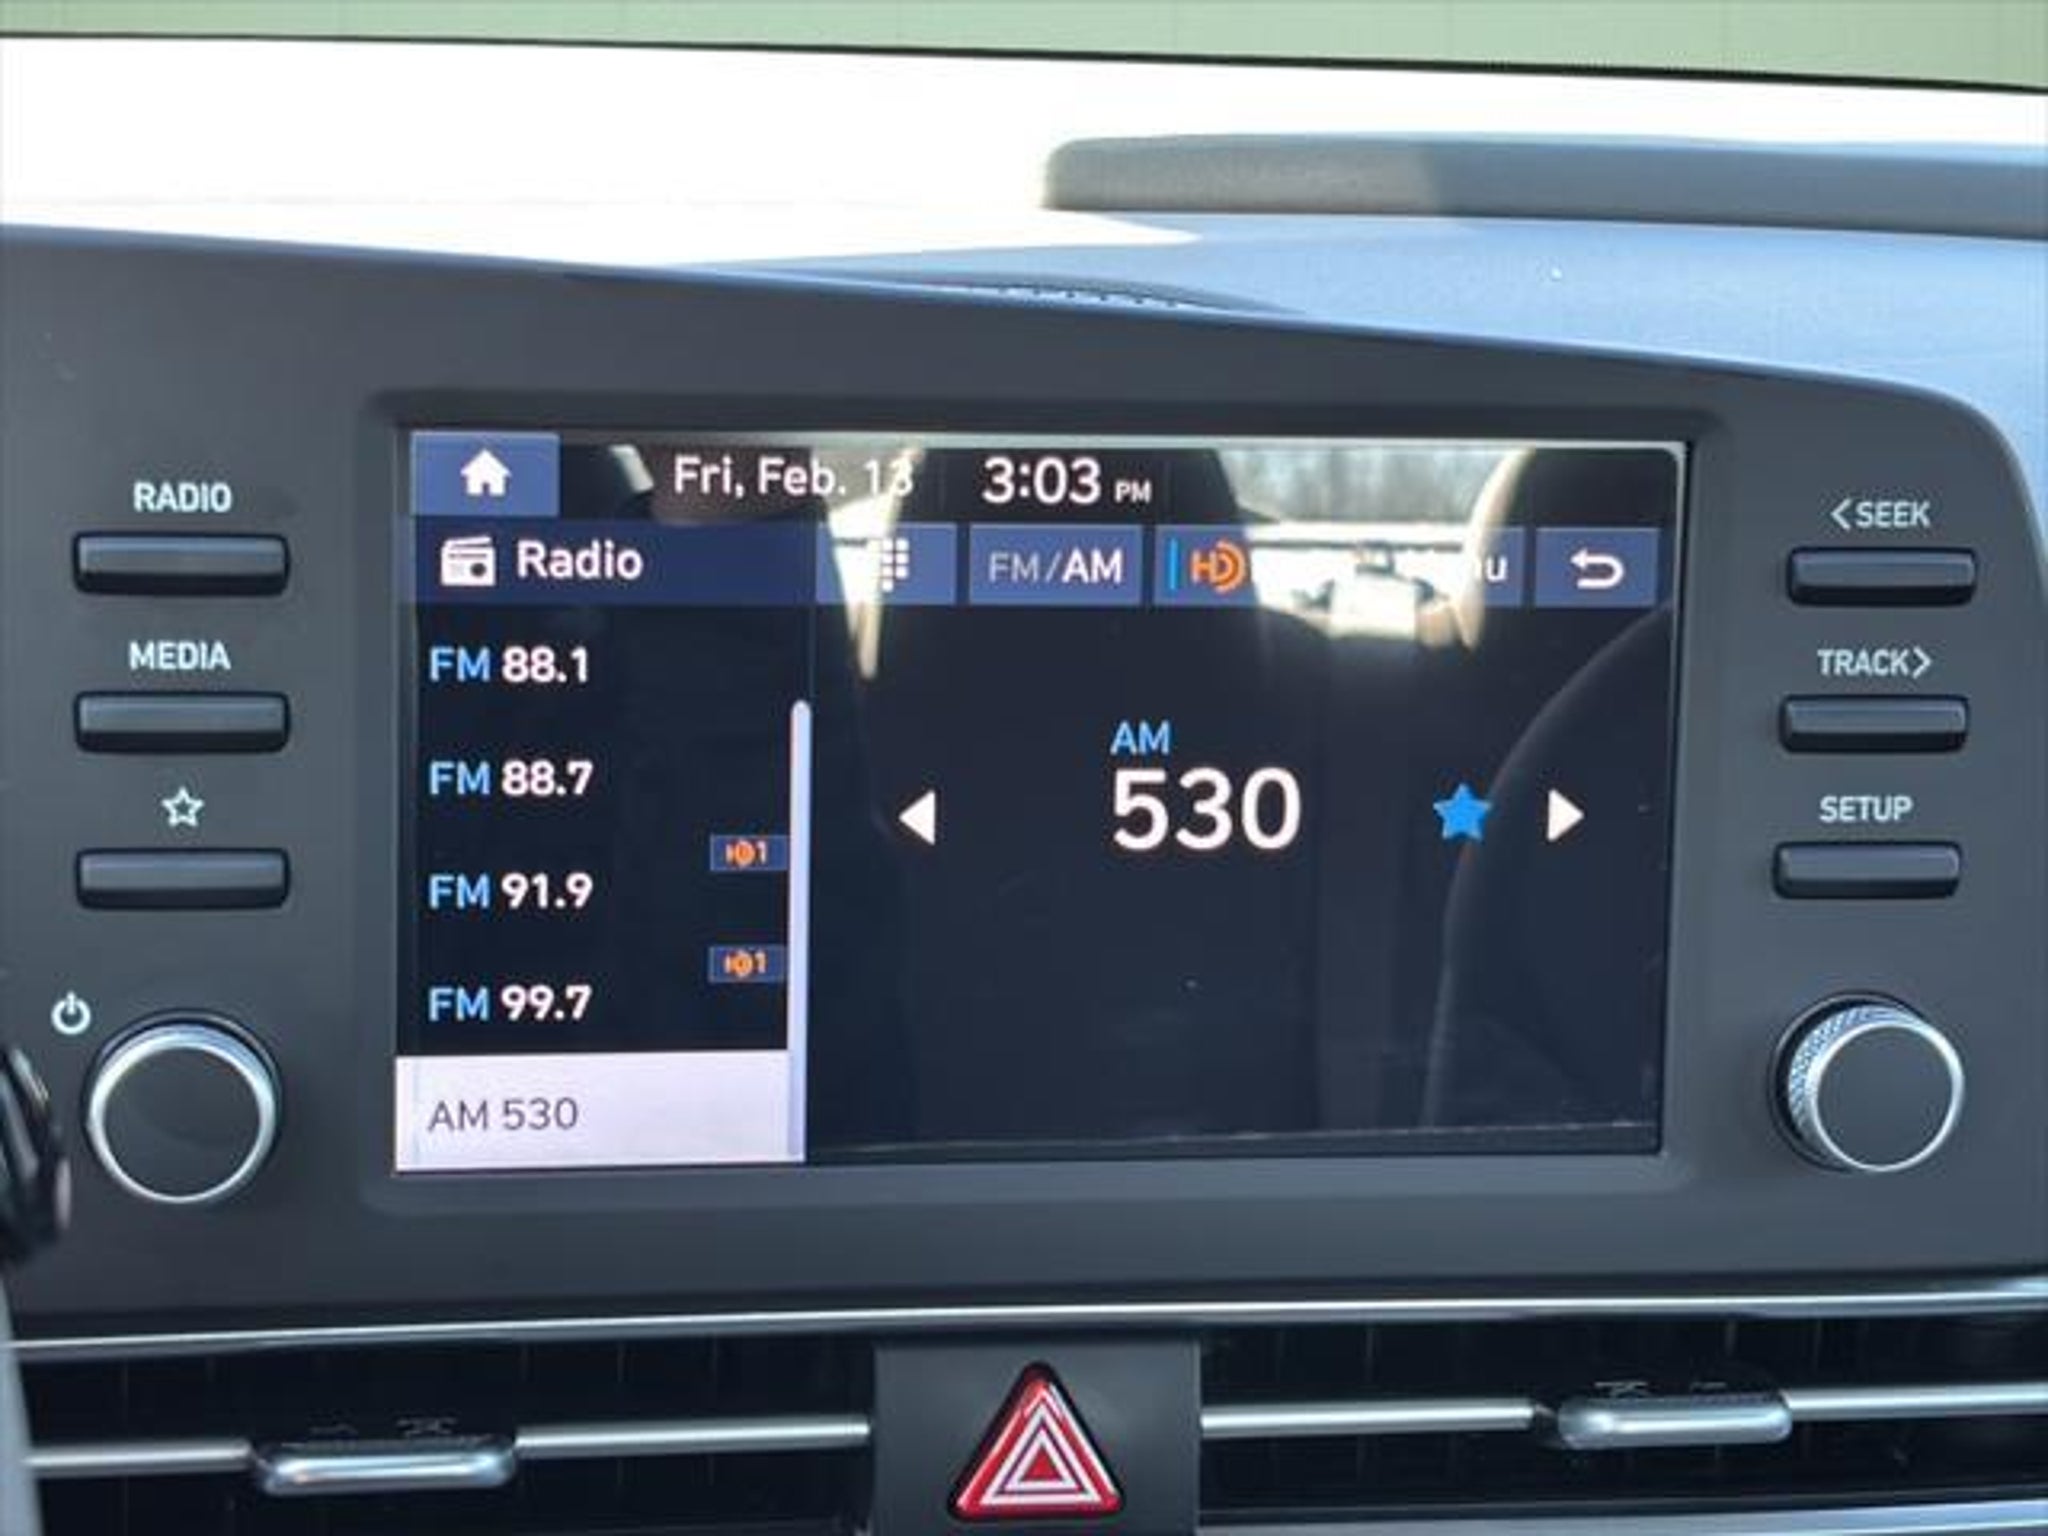 RADIO
MEDIA
Fri, Feb. 13 3:03 PM
Radio FM/AM HD
FM 88.1
FM 88.7
FM 91.9
FM 99.7
AM 530
AM
530
<SEEK
TRACK>
SETUP